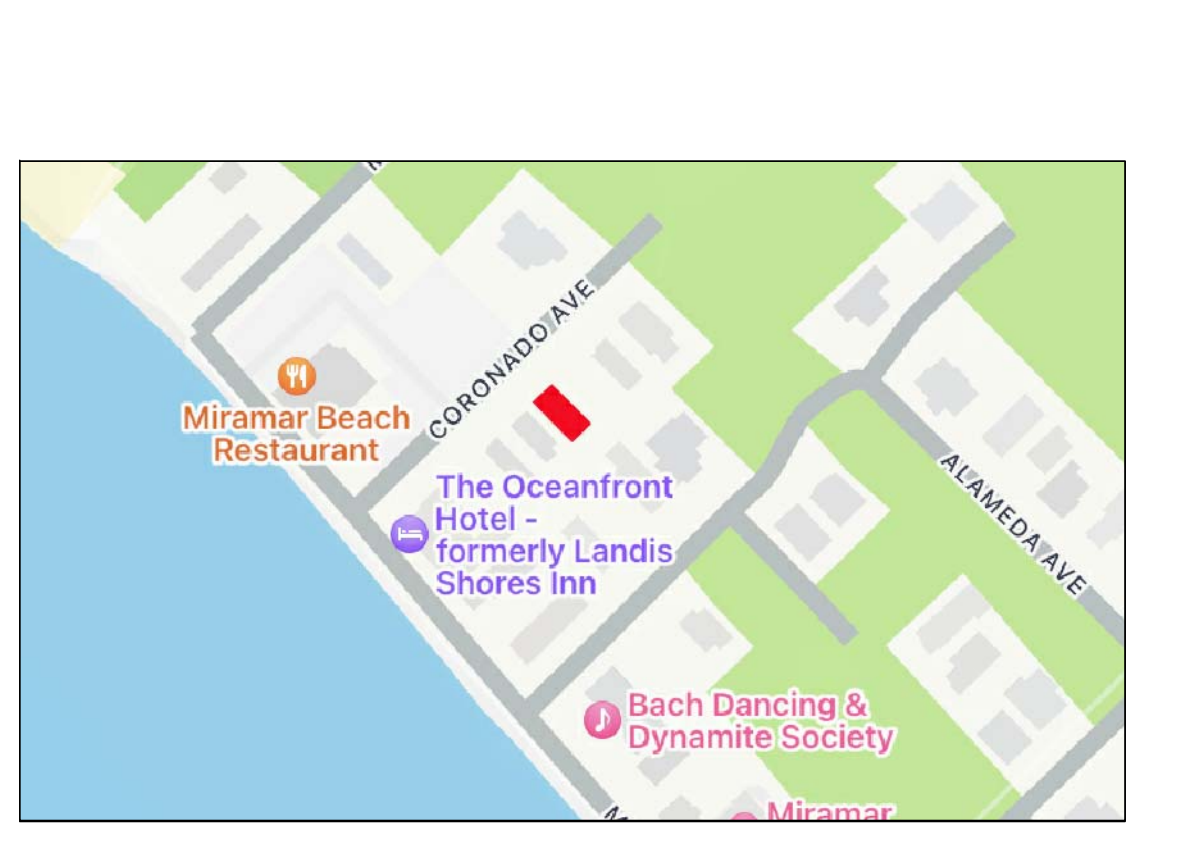 CORONADO AVE
Miramar Beach
Restaurant
The Oceanfront
Hotel -
formerly Landis
Shores Inn
ALAMEDA AVE
Bach Dancing &
Dynamite Society
Miramar